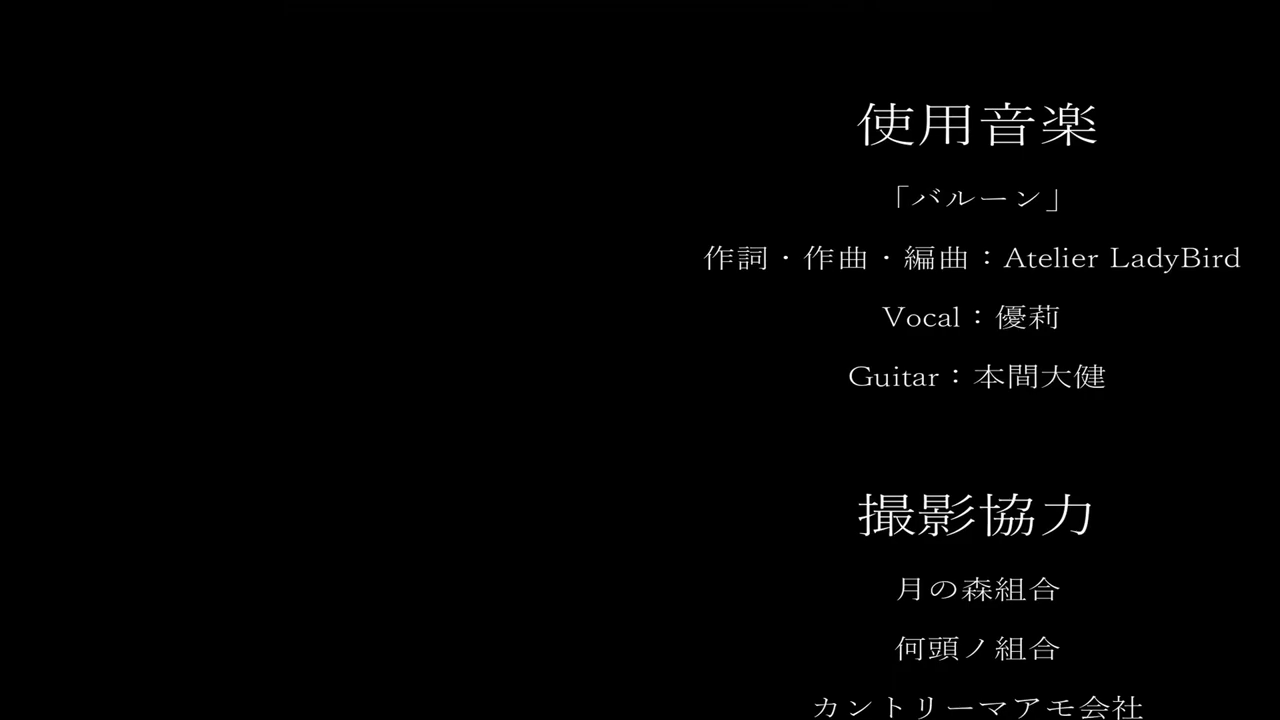 使用音楽
「バルーン」
作詞・作曲・編曲：Atelier LadyBird
Vocal：優莉
Guitar：本間大健
撮影協力
月の森組合
何頭ノ組合
カントリーマアモ会社